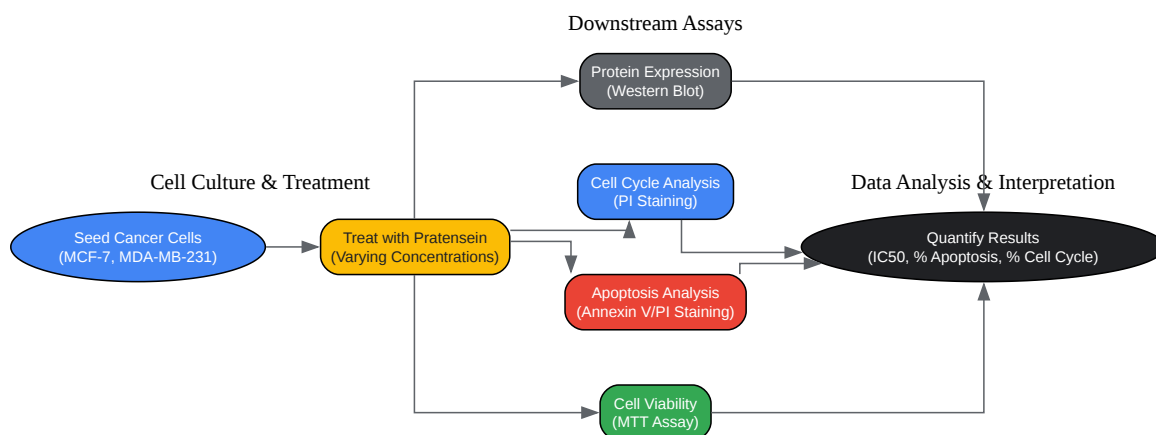 Downstream Assays
Protein Expression
(Western Blot)
Cell Culture & Treatment
Cell Cycle Analysis
(PI Staining)
Data Analysis & Interpretation
Seed Cancer Cells
(MCF-7, MDA-MB-231)
Treat with Pratensein
(Varying Concentrations)
Quantify Results
(IC50, % Apoptosis, % Cell Cycle)
Apoptosis Analysis
(Annexin V/PI Staining)
Cell Viability
(MTT Assay)